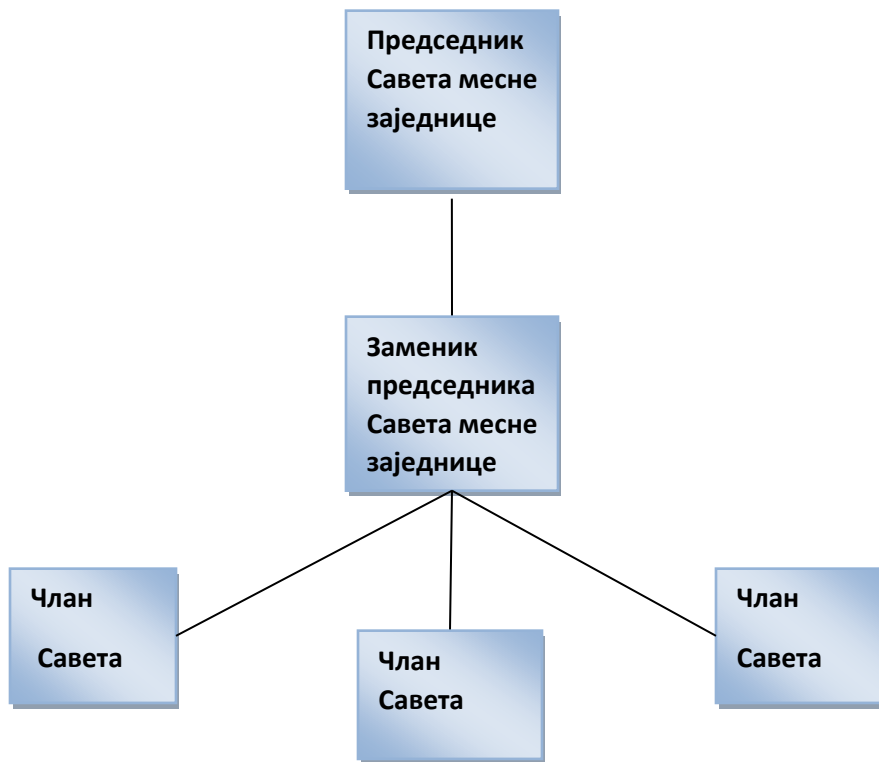 Председник
Савета месне
заједнице
Заменик
председника
Савета месне
заједнице
Члан
Савета
Члан
Савета
Члан
Савета